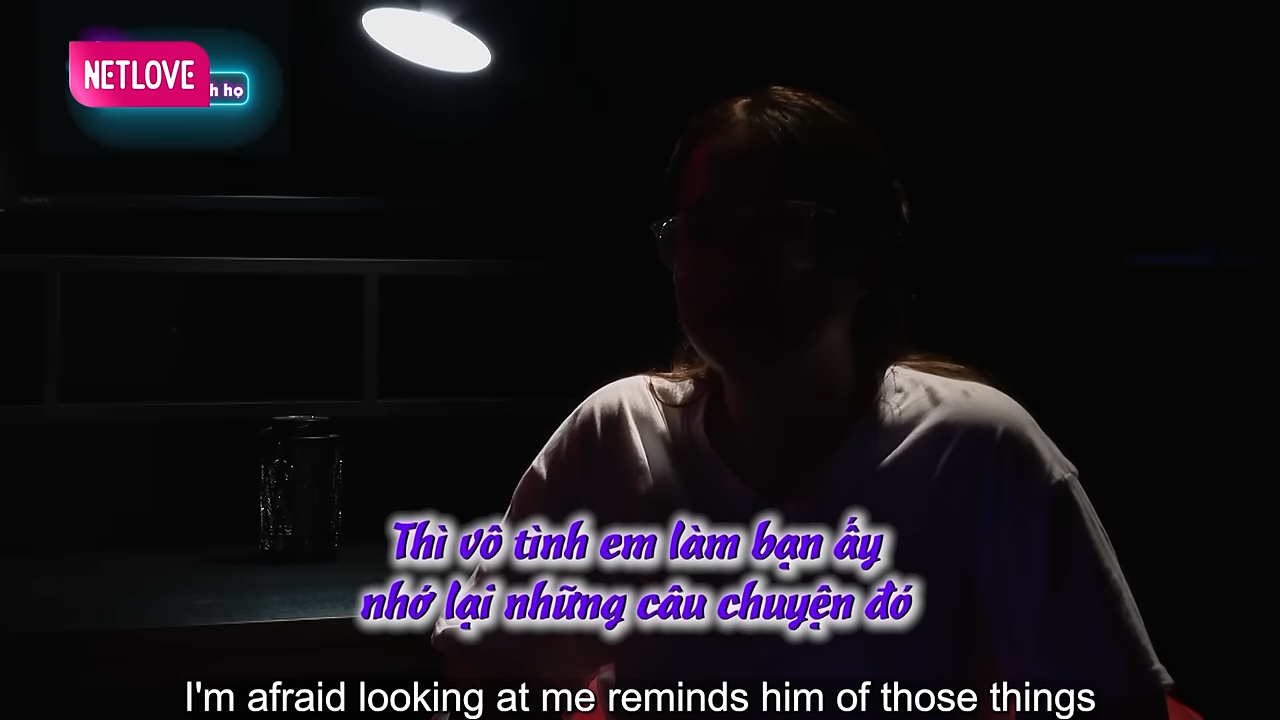 NETLOVE
h họ
Thì vô tình em làm bạn ấy
nhớ lại những câu chuyện đó
I'm afraid looking at me reminds him of those things